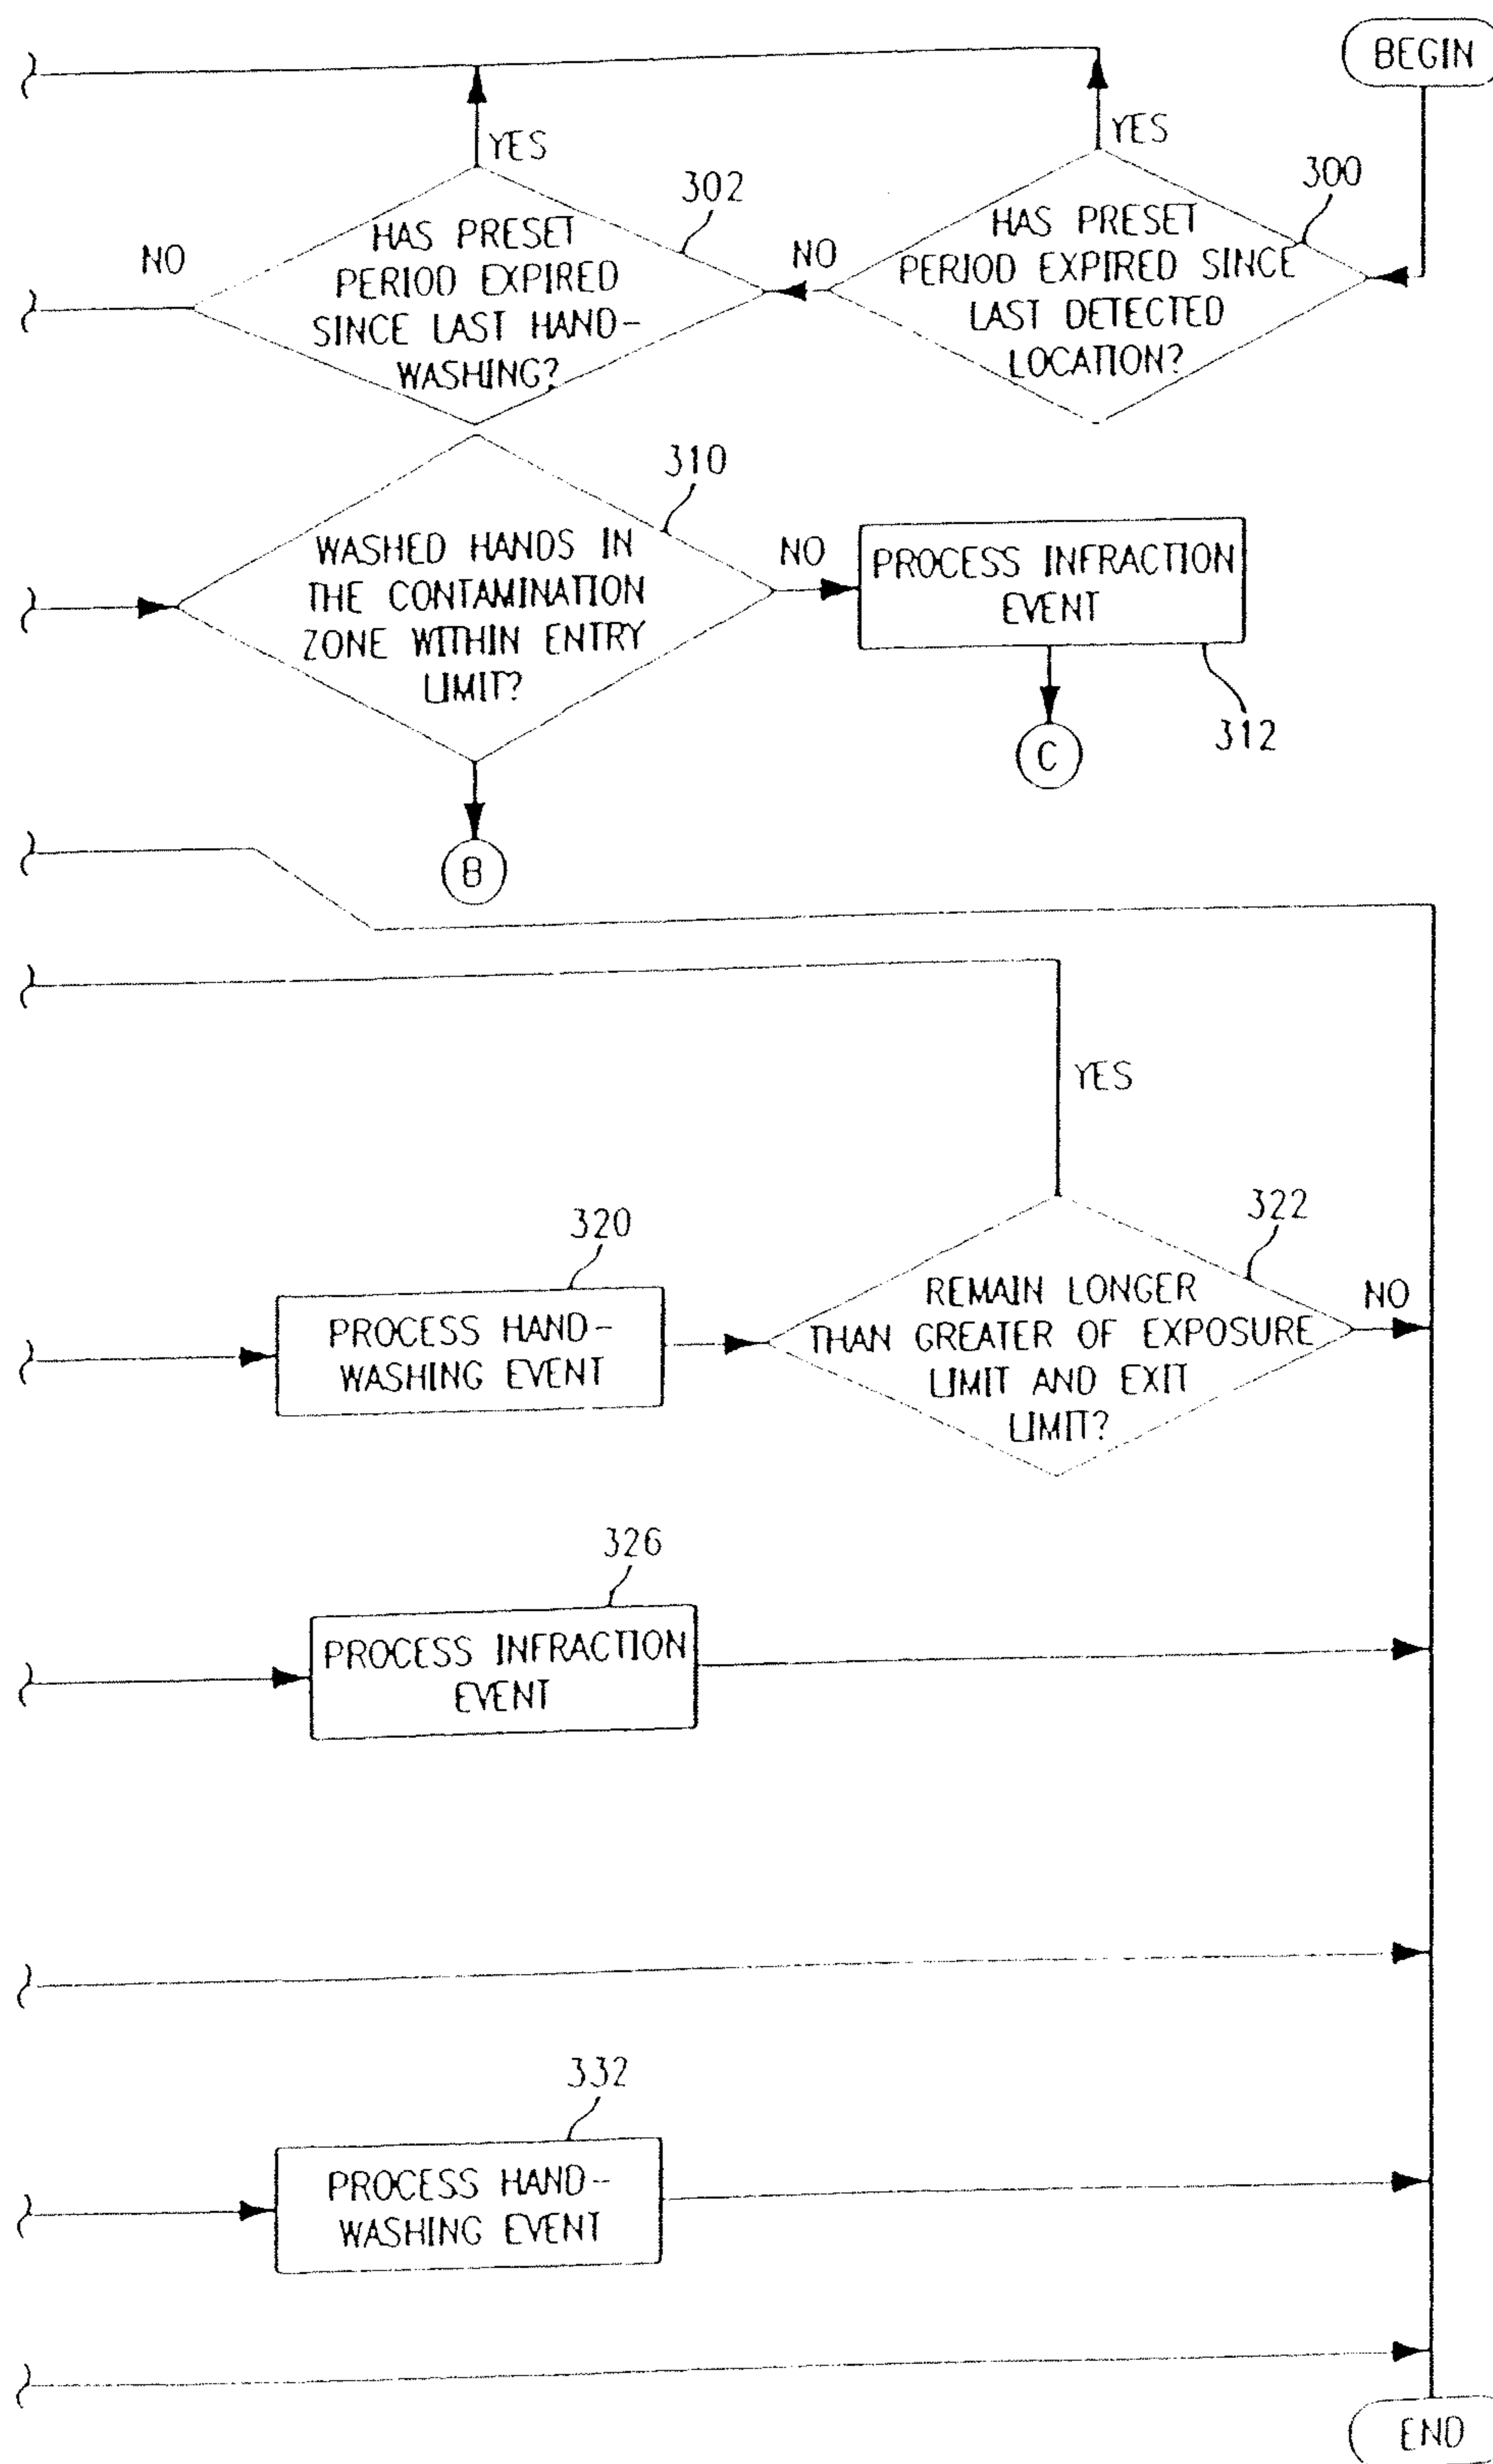 BEGIN
YES
YES
300
302
HAS PRESET
PERIOD EXPIRED SINCE
LAST DETECTED
LOCATION?
NO
HAS PRESET
PERIOD EXPIRED
SINCE LAST HAND-
WASHING?
NO
310
WASHED HANDS IN
THE CONTAMINATION
ZONE WITHIN ENTRY
LIMIT?
NO
PROCESS INFRACTION
EVENT
312
C
B
YES
320
PROCESS HAND-
WASHING EVENT
322
REMAIN LONGER
THAN GREATER OF EXPOSURE
LIMIT AND EXIT
LIMIT?
NO
326
PROCESS INFRACTION
EVENT
332
PROCESS HAND-
WASHING EVENT
END